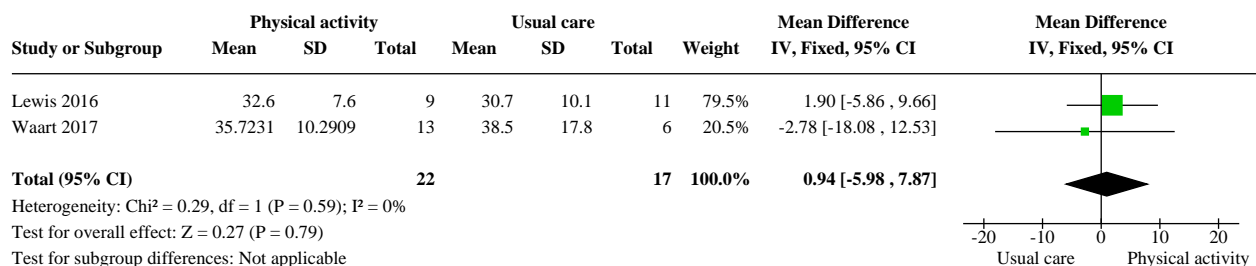 Physical activity Usual care Mean Difference Mean Difference
Study or Subgroup Mean SD Total Mean SD Total Weight IV, Fixed, 95% CI IV, Fixed, 95% CI
Lewis 2016 32.6 7.6 9 30.7 10.1 11 79.5% 1.90 [-5.86 , 9.66]
Waart 2017 35.7231 10.2909 13 38.5 17.8 6 20.5% -2.78 [-18.08 , 12.53]
Total (95% CI) 22 17 100.0% 0.94 [-5.98 , 7.87]
Heterogeneity: Chi² = 0.29, df = 1 (P = 0.59); I² = 0%
Test for overall effect: Z = 0.27 (P = 0.79)
-20 -10 0 10 20
Test for subgroup differences: Not applicable
Usual care Physical activity